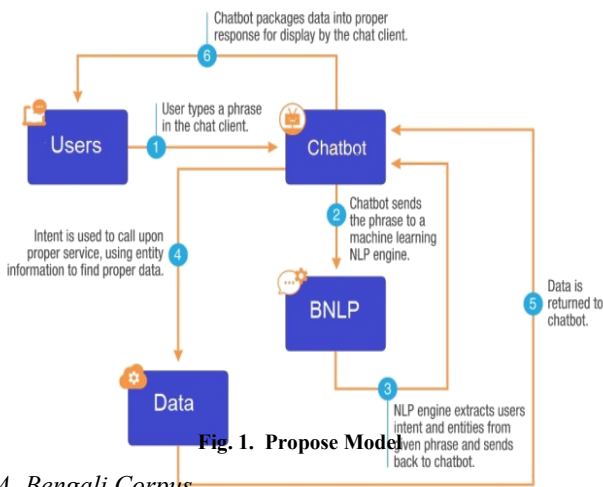 Chatbot packages data into proper
response for display by the chat client.
6
User types a phrase
in the chat client.
Users
1
Chatbot
2
Chatbot sends
the phrase to a
machine learning
NLP engine.
Intent is used to call upon
proper service, using entity
information to find proper data.
4
BNLP
5
Data is
returned to
chatbot.
Data
3
NLP engine extracts users
intent and entities from
given phrase and sends
back to chatbot.
Fig. 1. Propose Model
A. Bengali Corpus